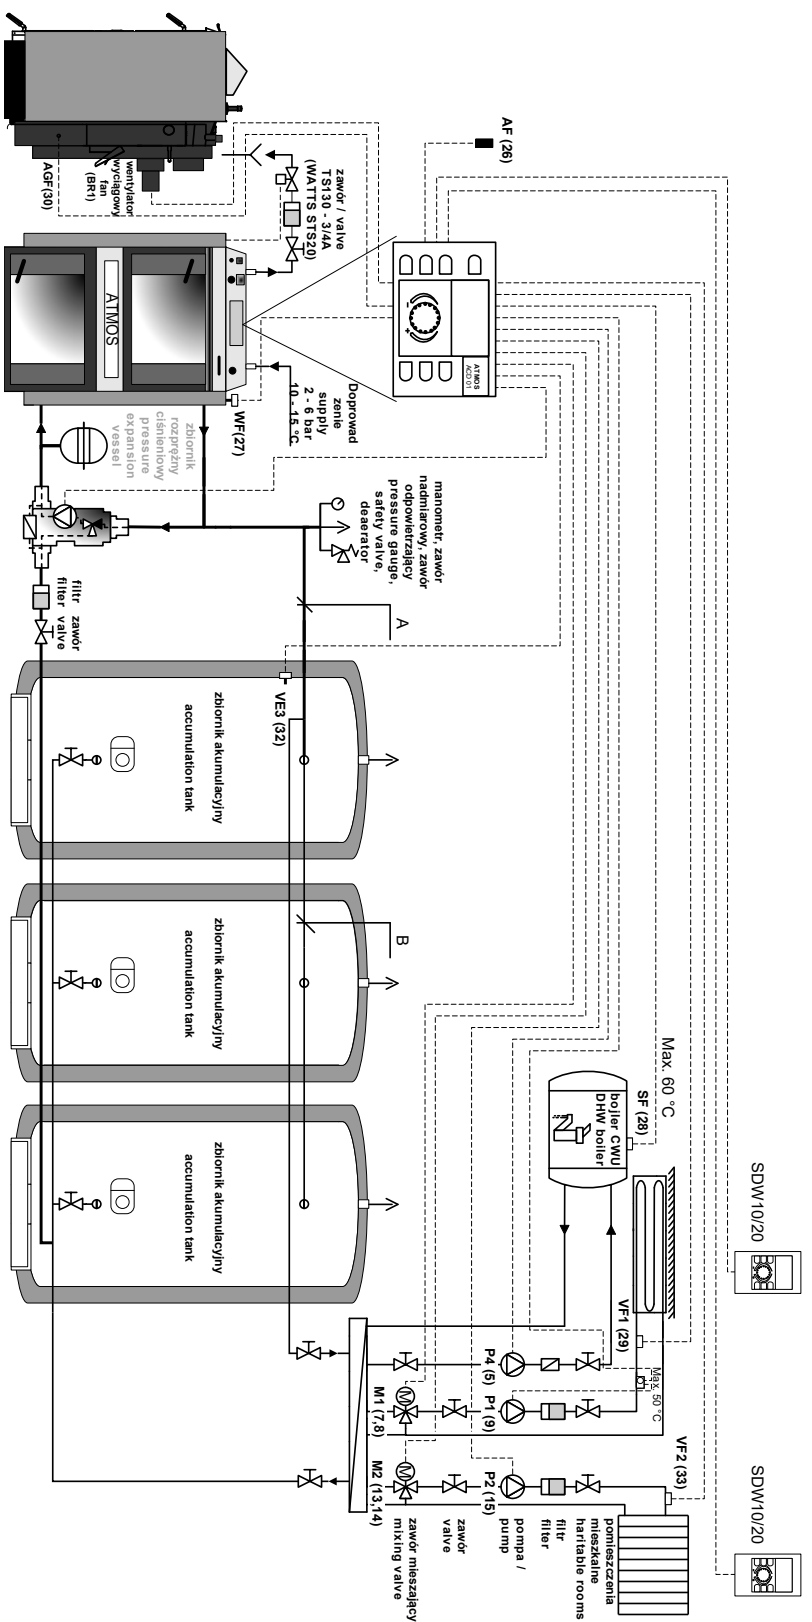 AF (26)
zawór / valve
TS130 - 3/4A
(WATTS STS20)
wentylator
wyciągowy
fan
(BR1)
AGF(30)
ATMOS
ATMOS
ACD 01
Doprowad
zenie
supply
2 - 6 bar
10 - 15 °C
WF(27)
zbiornik
rozprężny
ciśnieniowy
pressure
expansion
vessel
manometr, zawór
nadmiarowy, zawór
odpowietrzający
pressure gauge,
safety valve,
deaerator
filtr zawór
filter valve
A
VE3 (32)
zbiornik akumulacyjny
accumulation tank
B
zbiornik akumulacyjny
accumulation tank
zbiornik akumulacyjny
accumulation tank
Max. 60 °C
SF (28)
bojler CWU
DHW boiler
SDW10/20
VF1 (29)
Max. 50 °C
P4 (5)
P1 (9)
M
M1 (7,8)
SDW10/20
VF2 (33)
P2 (15)
M
M2 (13,14)
pomieszczenia
mieszkalne
haritable rooms
filtr
filter
pompa /
pump
zawór
valve
zawór mieszający
mixing valve